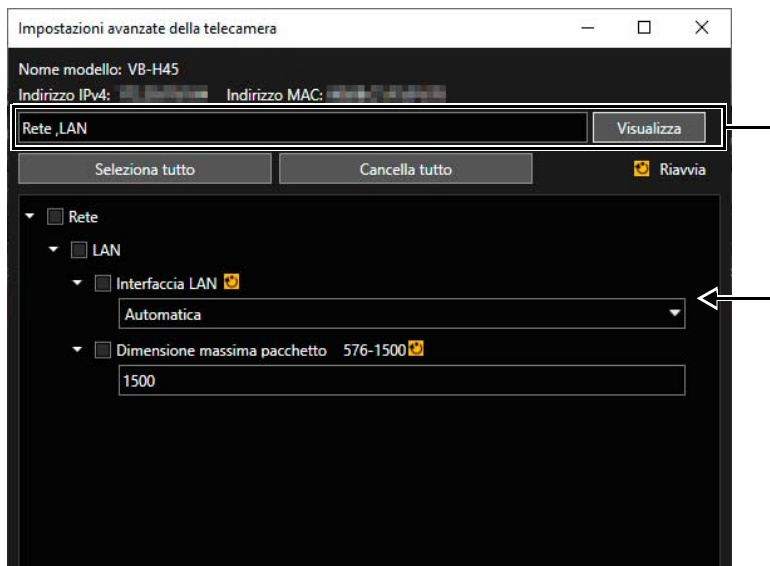 Impostazioni avanzate della telecamera
Nome modello: VB-H45
Indirizzo IPv4: Indirizzo MAC:
Rete ,LAN Visualizza
Seleziona tutto Cancella tutto Riavvia
Rete
LAN
Interfaccia LAN
Automatica
Dimensione massima pacchetto 576-1500
1500